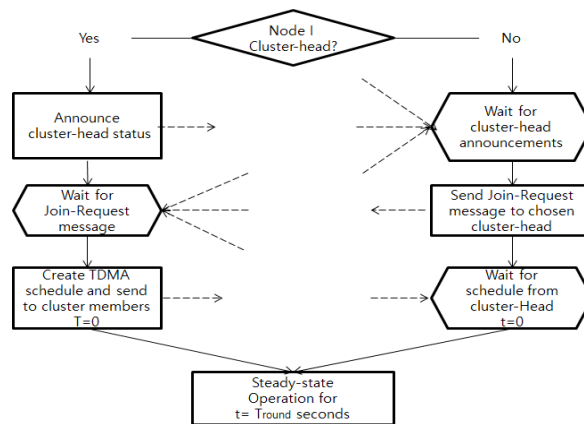 Node I
Cluster-head?
Yes
No
Announce
cluster-head status
Wait for
cluster-head
announcements
Wait for
Join-Request
message
Send Join-Request
message to chosen
cluster-head
Create TDMA
schedule and send
to cluster members
T=0
Wait for
schedule from
cluster-Head
t=0
Steady-state
Operation for
t= Tround seconds